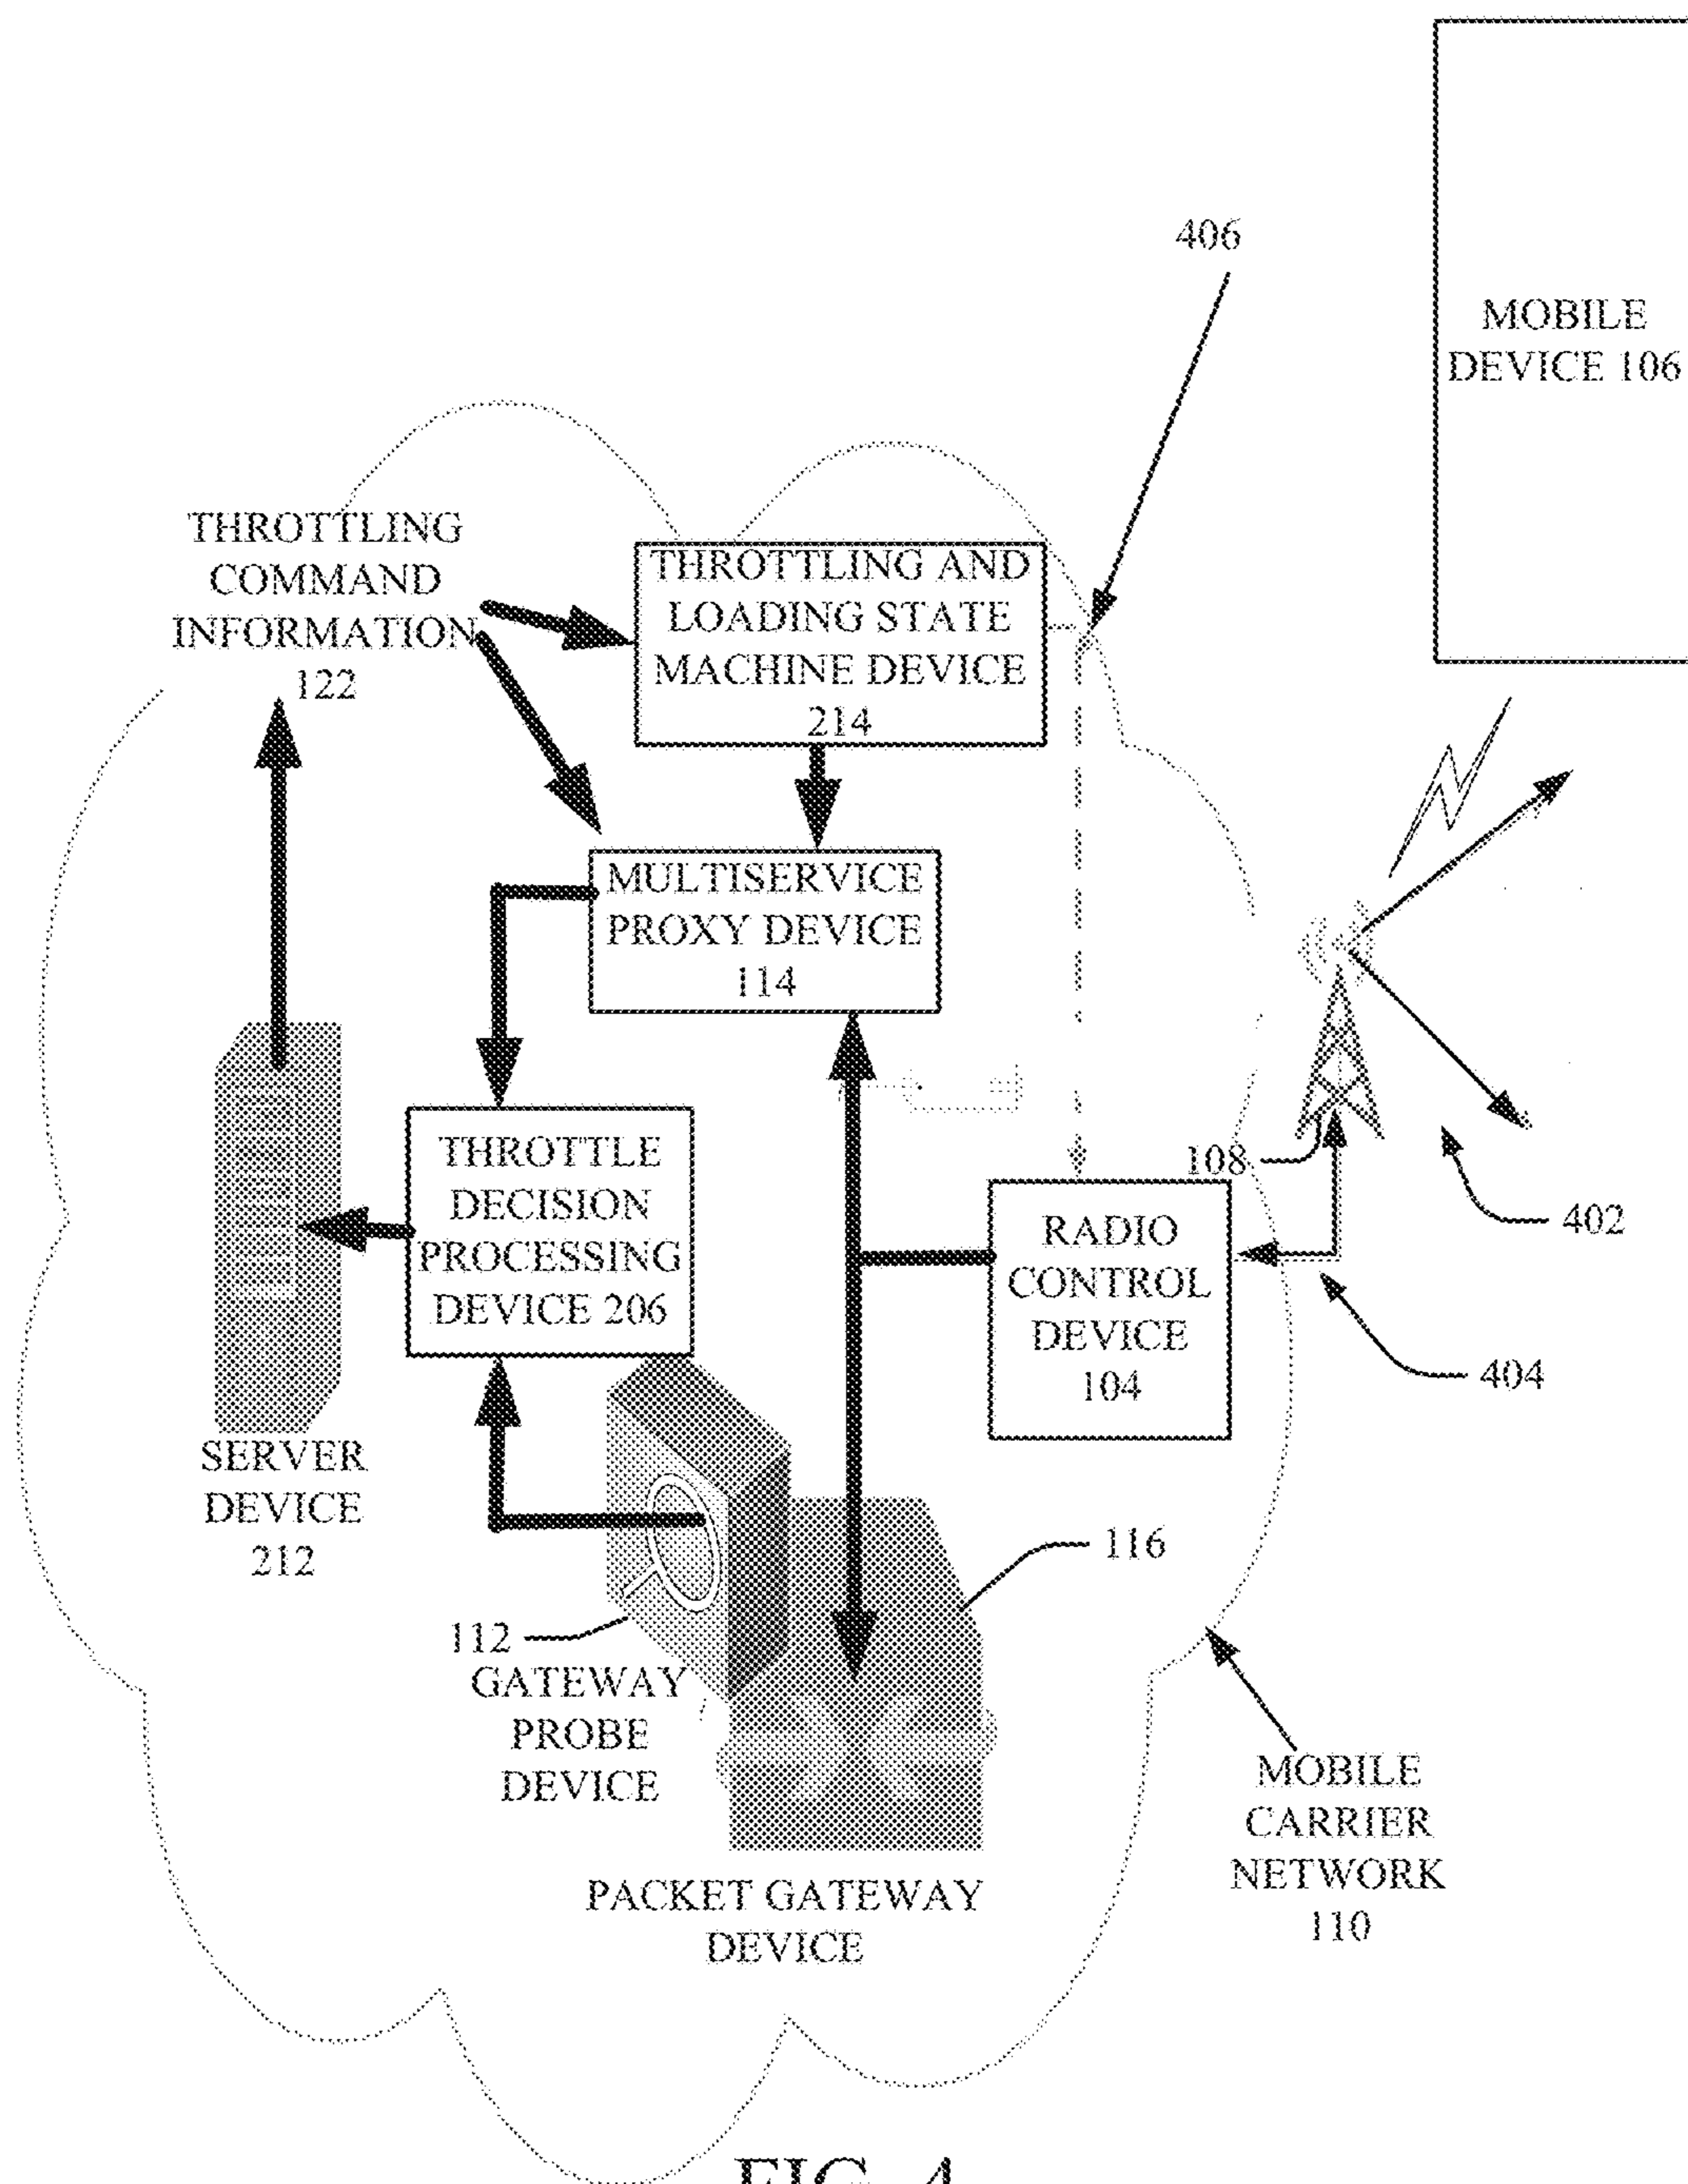 406
MOBILE
DEVICE 106
THROTTLING
COMMAND
INFORMATION
122
THROTTLING AND
LOADING STATE
MACHINE DEVICE
214
MULTISERVICE
PROXY DEVICE
114
THROTTLE
DECISION
PROCESSING
DEVICE 206
108
402
RADIO
CONTROL
DEVICE
104
404
SERVER
DEVICE
212
116
112
GATEWAY
PROBE
DEVICE
PACKET GATEWAY
DEVICE
MOBILE
CARRIER
NETWORK
110
FIG. 4